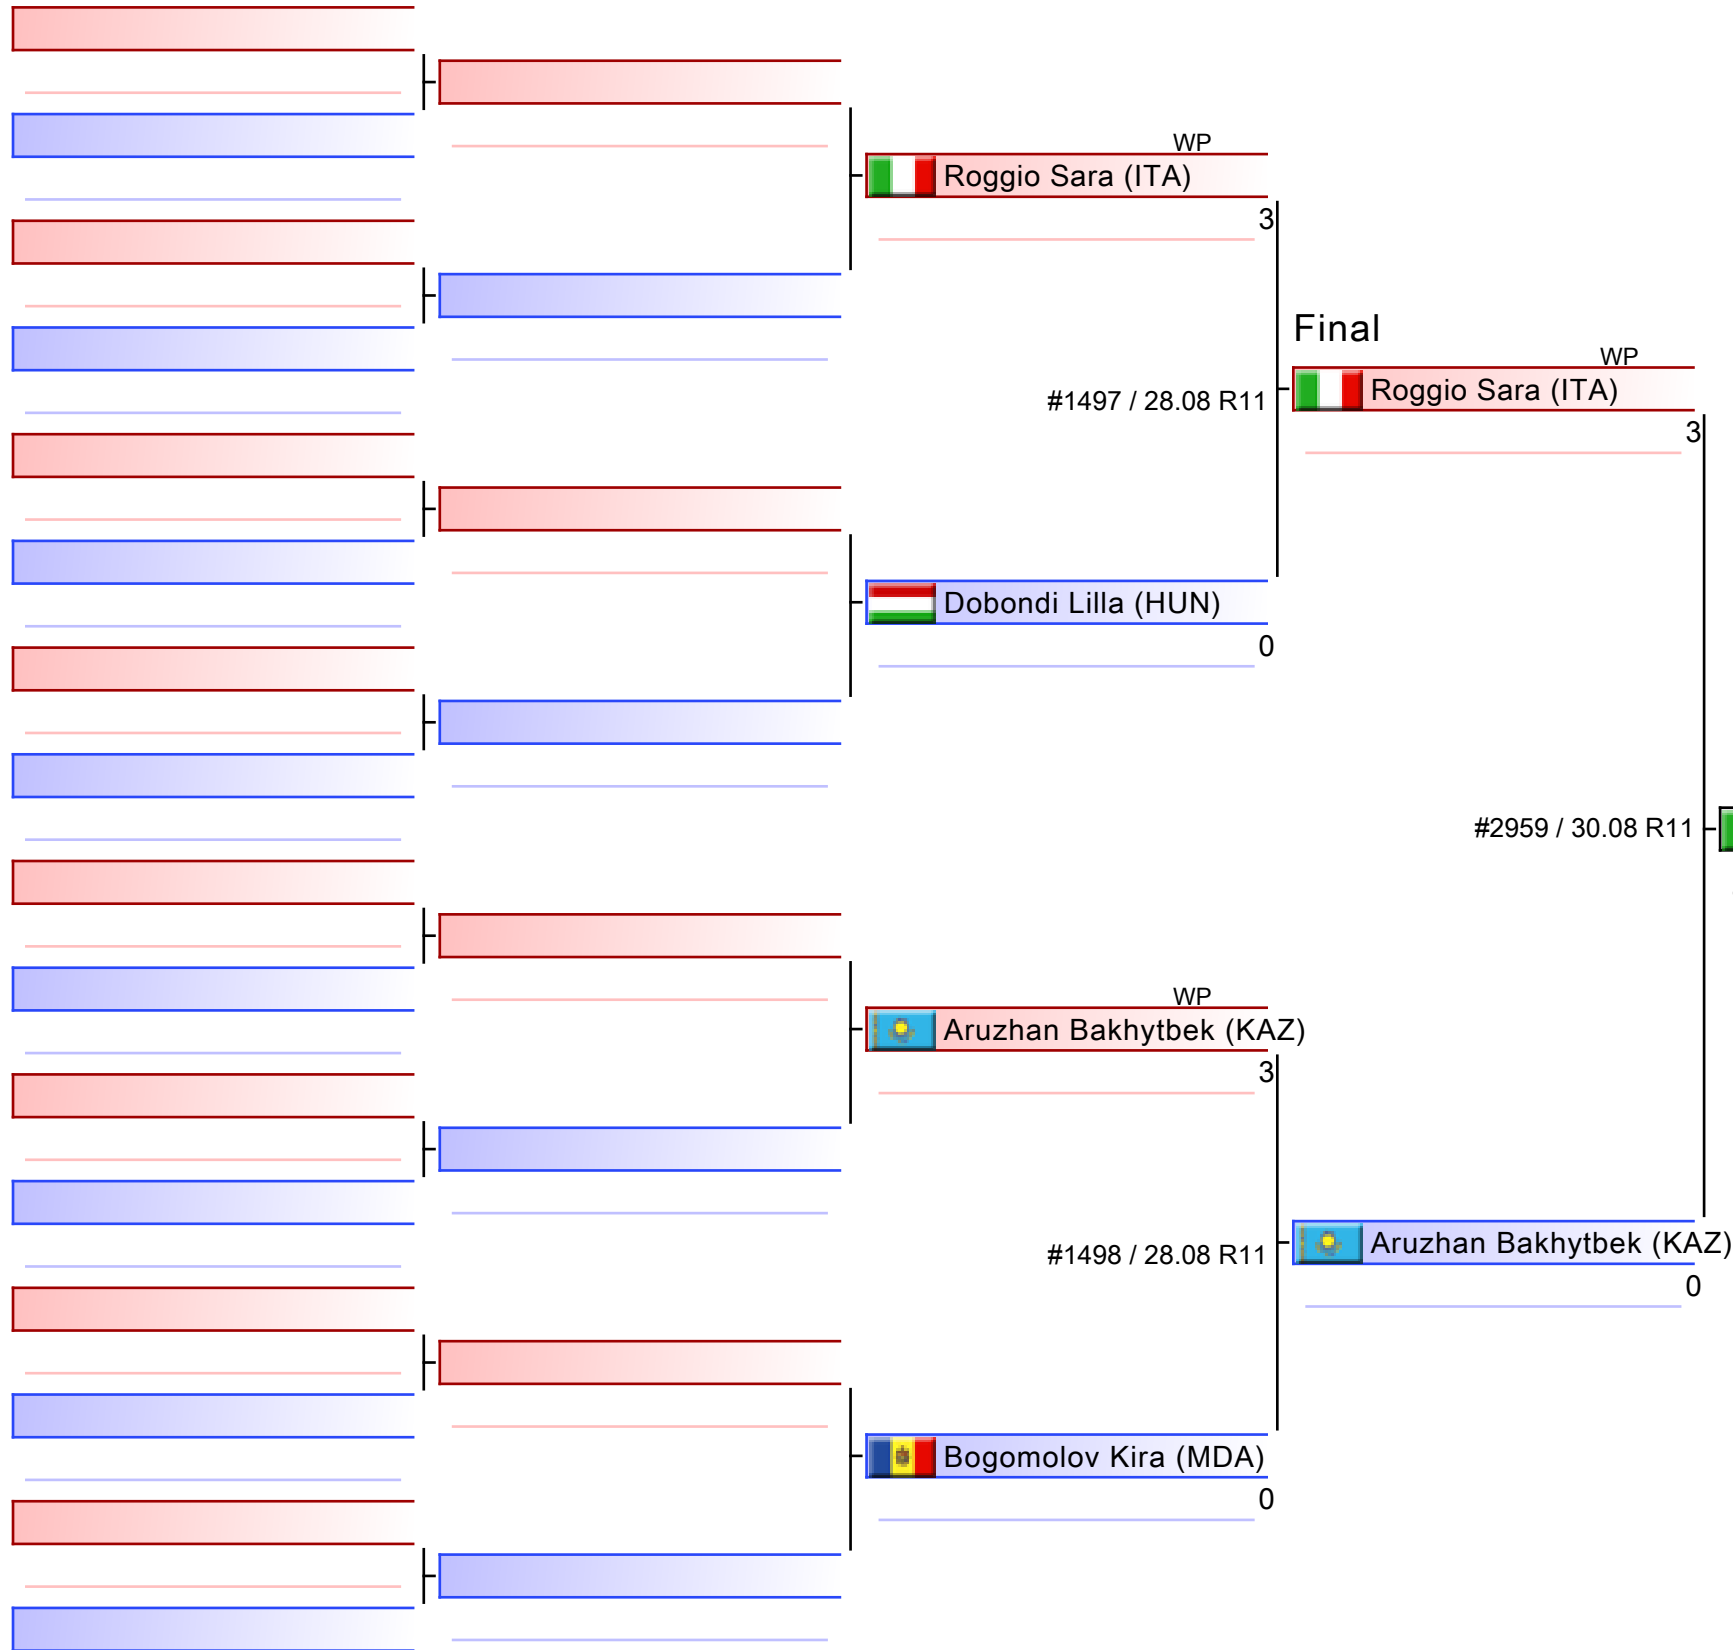 WP
Roggio Sara (ITA)
3
Final
WP
#1497 / 28.08 R11
Roggio Sara (ITA)
3
Dobondi Lilla (HUN)
0
#2959 / 30.08 R11
WP
Aruzhan Bakhytbek (KAZ)
3
#1498 / 28.08 R11
Aruzhan Bakhytbek (KAZ)
0
Bogomolov Kira (MDA)
0